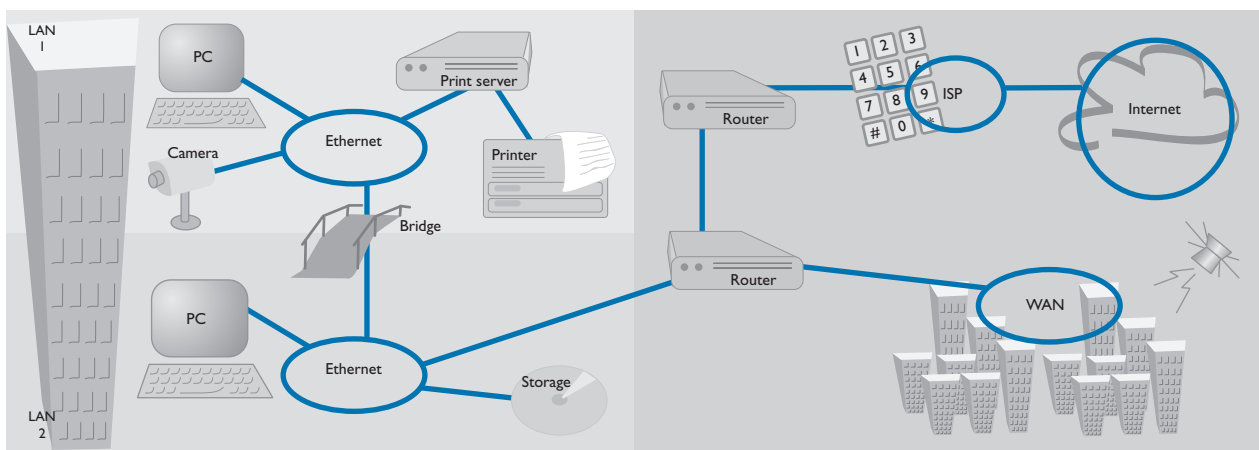 LAN
1
PC
Print server
Ethernet
Camera
Printer
Bridge
PC
Ethernet
Storage
LAN
2
Router
1 2 3
4 5 6
7 8 9
# 0 *
ISP
Internet
Router
WAN